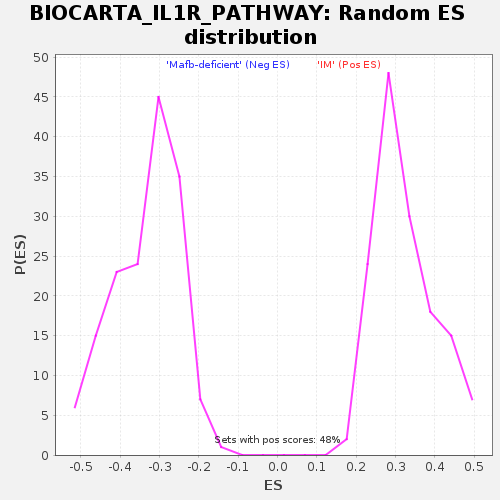 BIOCARTA_IL1R_PATHWAY: Random ES
distribution
'Mafb-deficient' (Neg ES)
'IM' (Pos ES)
50
45
40
35
30
25
20
15
10
5
0
P(ES)
Sets with pos scores: 48%
-0.5 -0.4 -0.3 -0.2 -0.1 0.0 0.1 0.2 0.3 0.4 0.5
ES